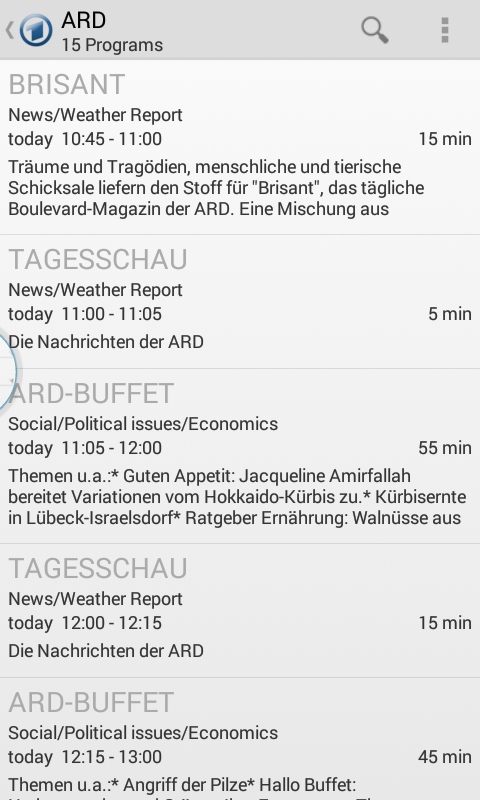 ARD
15 Programs
BRISANT
News/Weather Report
today 10:45 - 11:00 15 min
Träume und Tragödien, menschliche und tierische
Schicksale liefern den Stoff für "Brisant", das tägliche
Boulevard-Magazin der ARD. Eine Mischung aus
TAGESSCHAU
News/Weather Report
today 11:00 - 11:05 5 min
Die Nachrichten der ARD
ARD-BUFFET
Social/Political issues/Economics
today 11:05 - 12:00 55 min
Themen u.a.:* Guten Appetit: Jacqueline Amirfallah
bereitet Variationen vom Hokkaido-Kürbis zu.* Kürbisernte
in Lübeck-Israelsdorf* Ratgeber Ernährung: Walnüsse aus
TAGESSCHAU
News/Weather Report
today 12:00 - 12:15 15 min
Die Nachrichten der ARD
ARD-BUFFET
Social/Political issues/Economics
today 12:15 - 13:00 45 min
Themen u.a.:* Angriff der Pilze* Hallo Buffet: